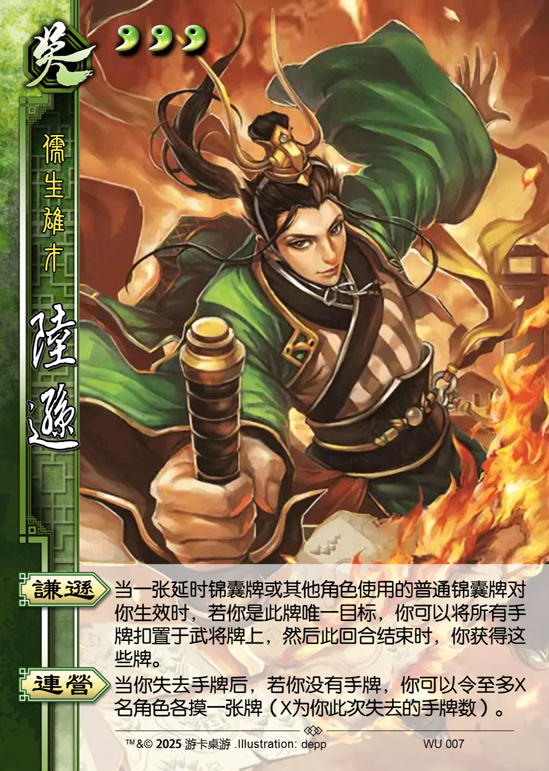 吴
儒生雄才
陸遜
謙遜
当一张延时锦囊牌或其他角色使用的普通锦囊牌对
你生效时，若你是此牌唯一目标，你可以将所有手
牌扣置于武将牌上，然后此回合结束时，你获得这
些牌。
連營
当你失去手牌后，若你没有手牌，你可以令至多X
名角色各摸一张牌（X为你此次失去的手牌数）。
™&© 2025 游卡桌游 .Illustration: depp
WU 007